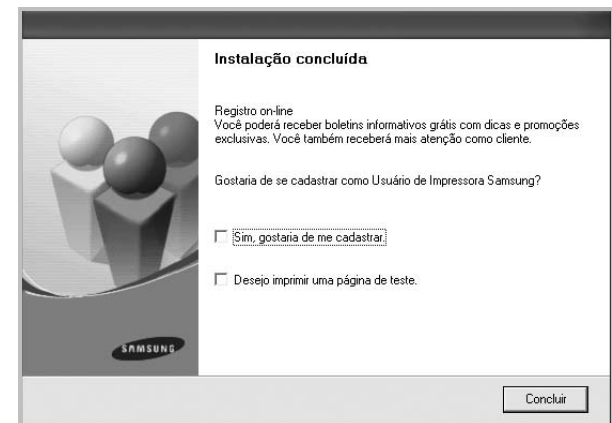 Instalação concluída
Registro on-line
Você poderá receber boletins informativos grátis com dicas e promoções
exclusivas. Você também receberá mais atenção como cliente.
Gostaria de se cadastrar como Usuário de Impressora Samsung?
Sim, gostaria de me cadastrar.
Desejo imprimir uma página de teste.
SAMSUNG
Concluir